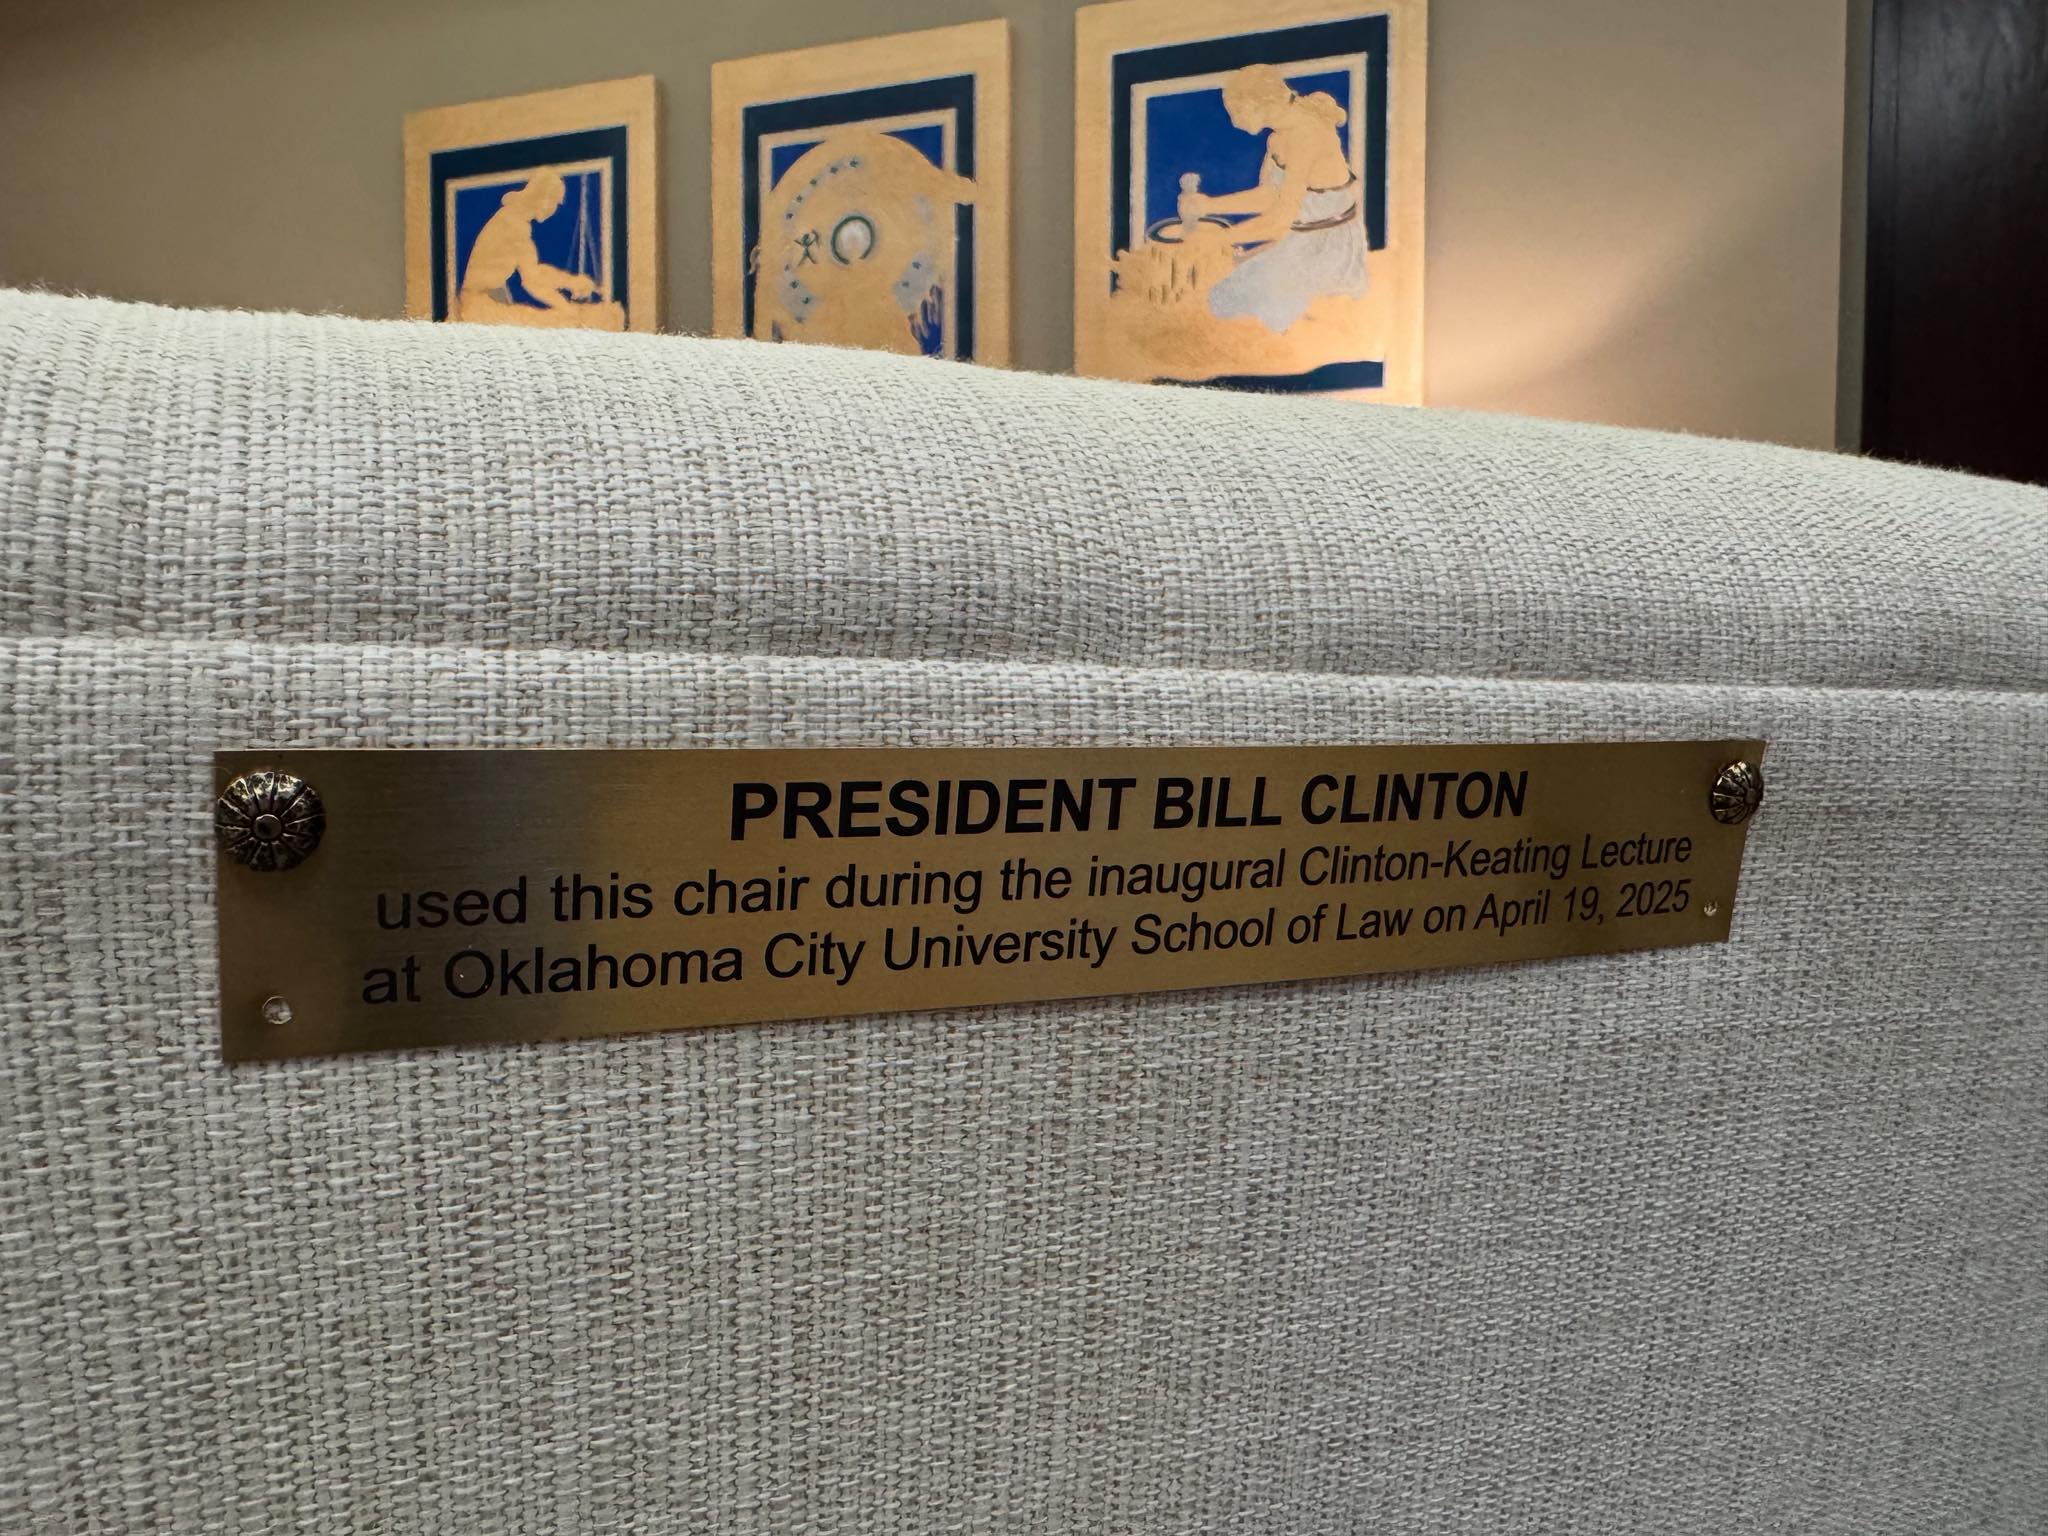 PRESIDENT BILL CLINTON
used this chair during the inaugural Clinton-Keating Lecture
at Oklahoma City University School of Law on April 19, 2025